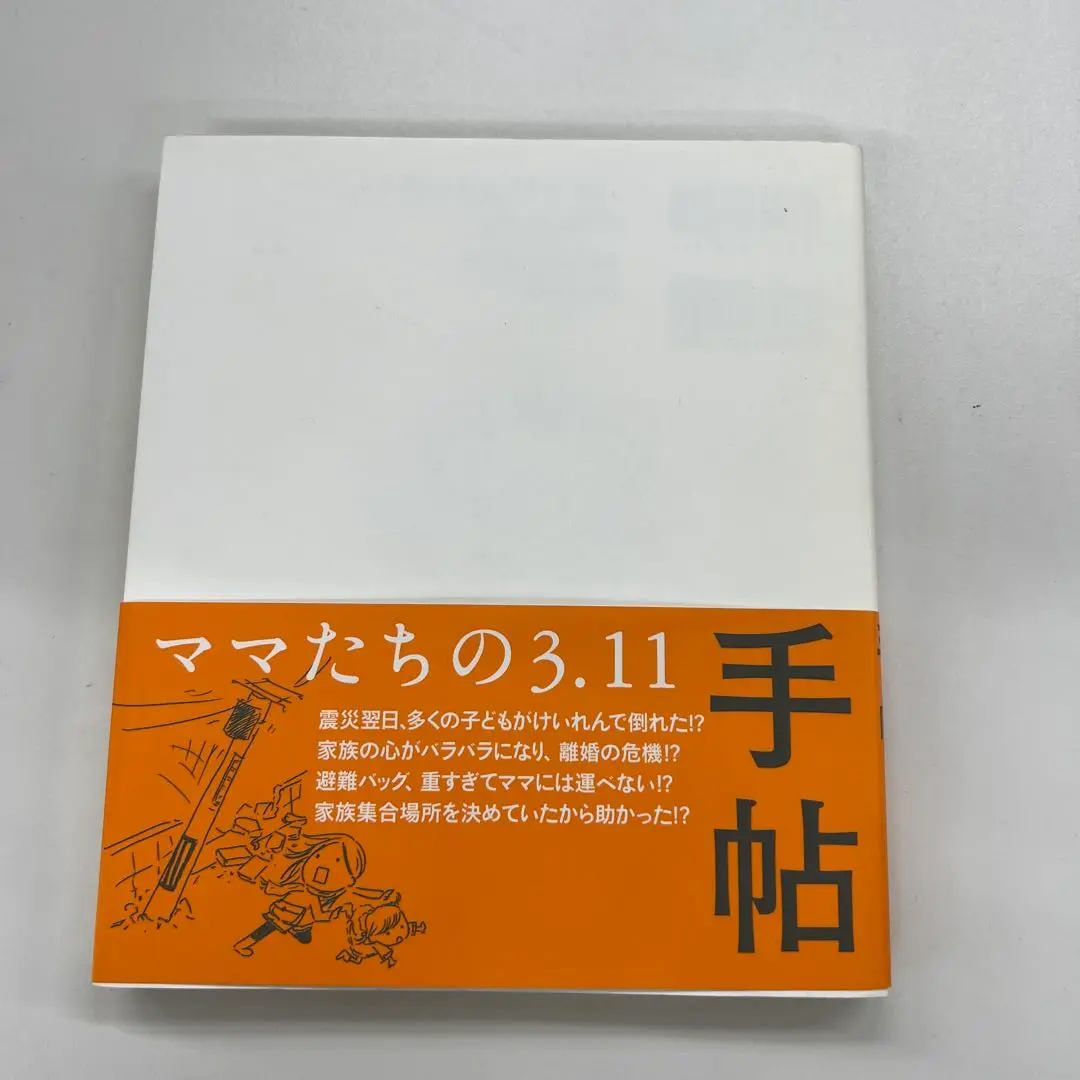 ママたちの3.11
手帖
震災翌日、多くの子どもがけいれんで倒れた!?
家族の心がバラバラになり、離婚の危機!?
避難バッグ、重すぎてママには運べない!?
家族集合場所を決めていたから助かった!?